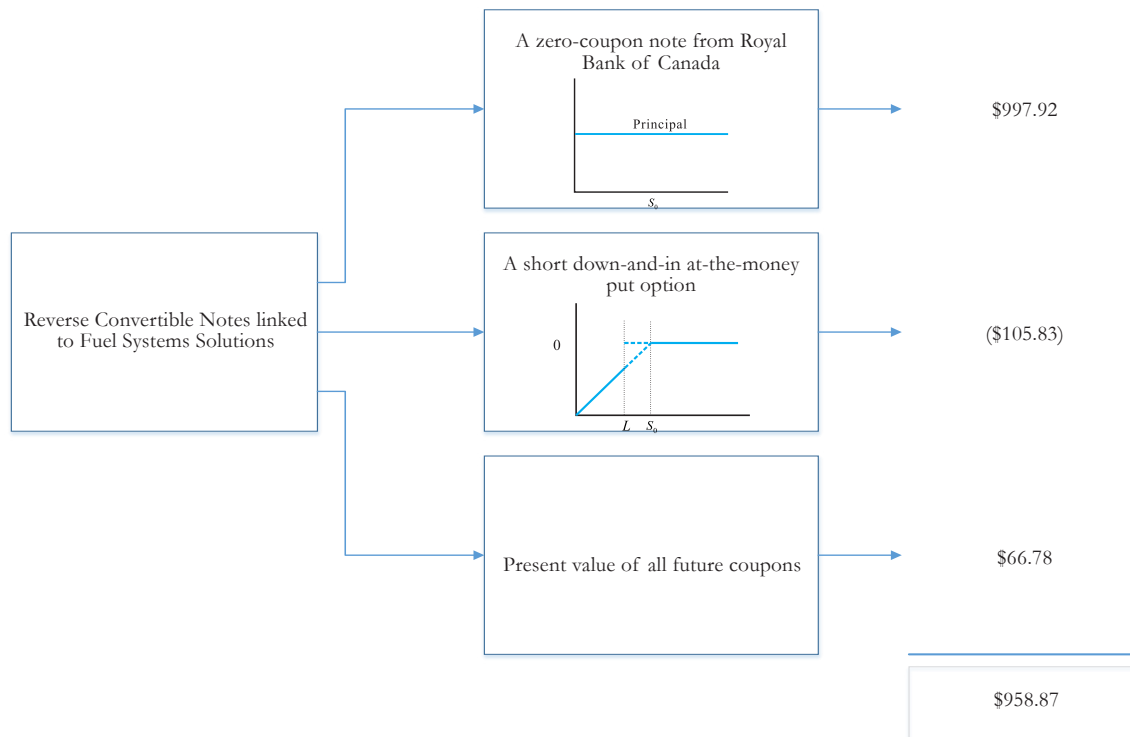 A zero-coupon note from Royal
Bank of Canada
Principal
S₀
$997.92
Reverse Convertible Notes linked
to Fuel Systems Solutions
A short down-and-in at-the-money
put option
0
L S₀
($105.83)
Present value of all future coupons
$66.78
$958.87